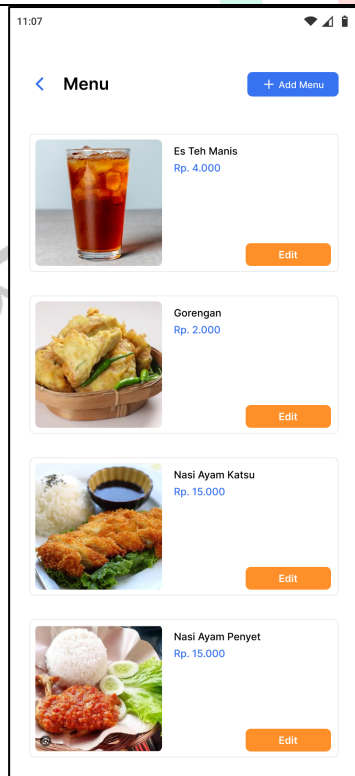 11:07
Menu
+ Add Menu
Es Teh Manis
Rp. 4.000
Edit
Gorengan
Rp. 2.000
Edit
Nasi Ayam Katsu
Rp. 15.000
Edit
Nasi Ayam Penyet
Rp. 15.000
Edit